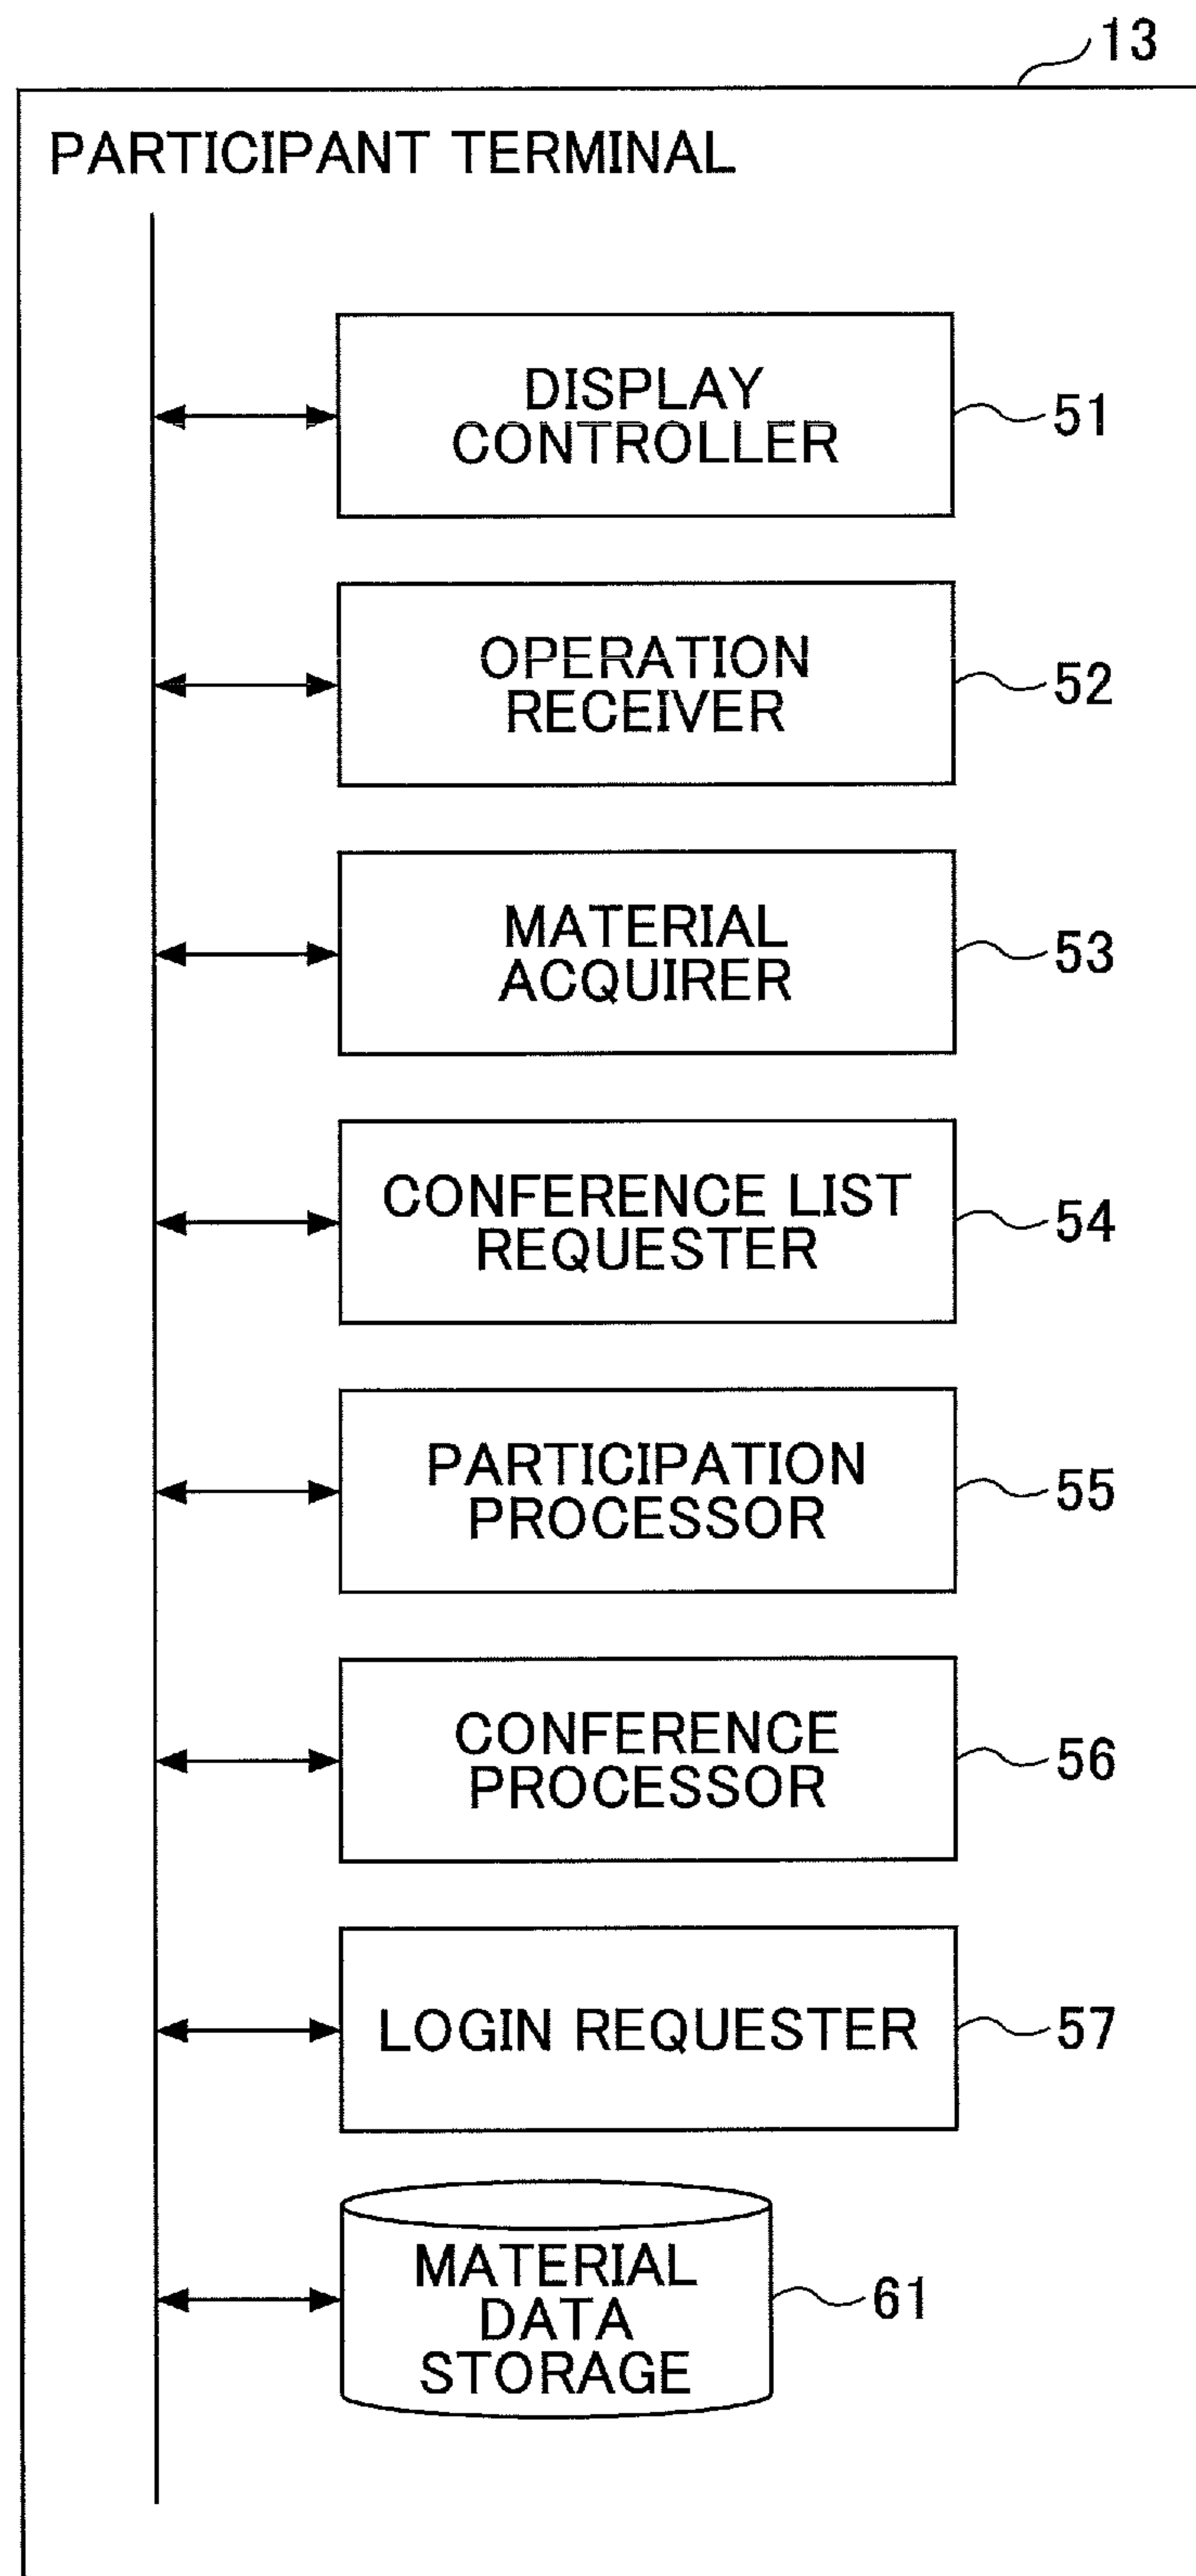 13
PARTICIPANT TERMINAL
DISPLAY
CONTROLLER
51
OPERATION
RECEIVER
52
MATERIAL
ACQUIRER
53
CONFERENCE LIST
REQUESTER
54
PARTICIPATION
PROCESSOR
55
CONFERENCE
PROCESSOR
56
LOGIN REQUESTER
57
MATERIAL
DATA
STORAGE
61